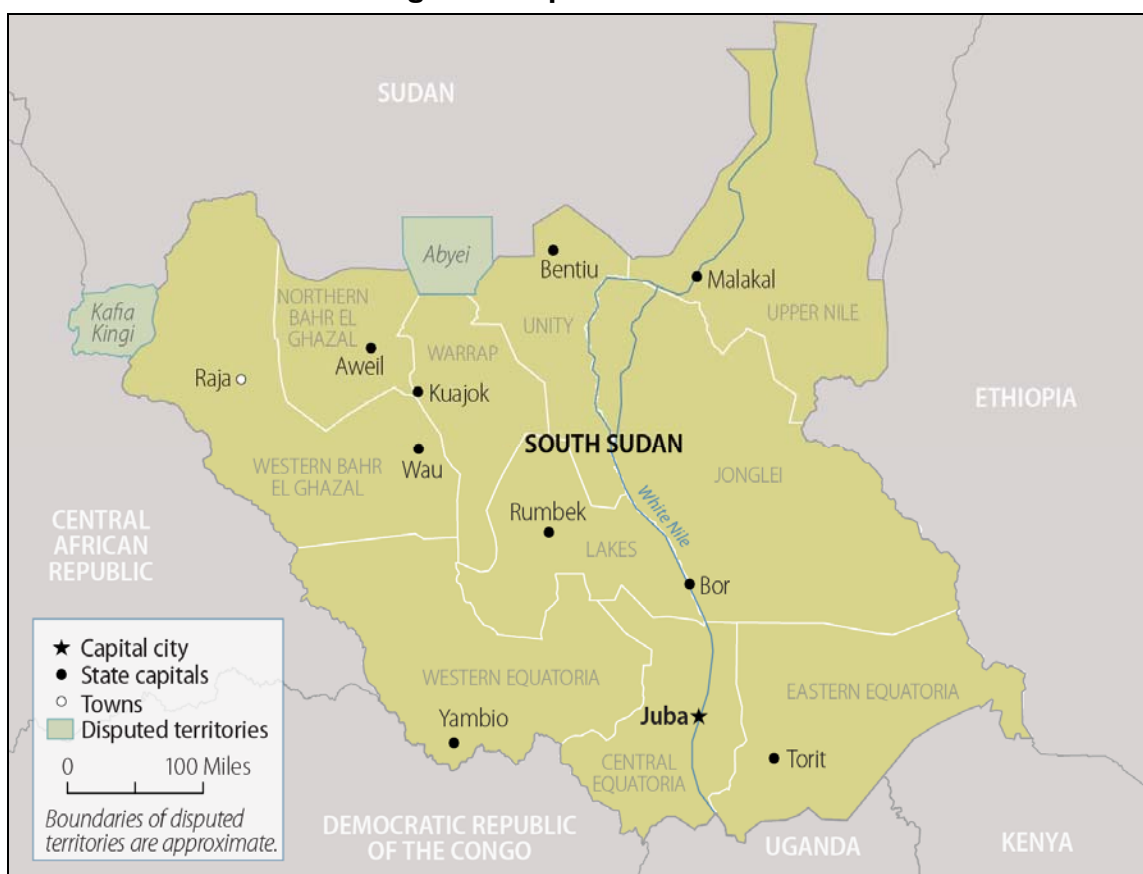 SUDAN
Abyei
Bentiu
Malakal
Kafia
Kingi
NORTHERN
BAHR EL
GHAZAL
UNITY
UPPER NILE
WARRAP
Aweil
Raja
Kuajok
ETHIOPIA
SOUTH SUDAN
Wau
WESTERN BAHR
EL GHAZAL
JONGLEI
White Nile
Rumbek
LAKES
CENTRAL
AFRICAN
REPUBLIC
Bor
Capital city
State capitals
Towns
Disputed territories
0 100 Miles
Boundaries of disputed
territories are approximate.
WESTERN EQUATORIA
EASTERN EQUATORIA
Yambio
Juba
Torit
CENTRAL
EQUATORIA
DEMOCRATIC REPUBLIC
OF THE CONGO
UGANDA
KENYA